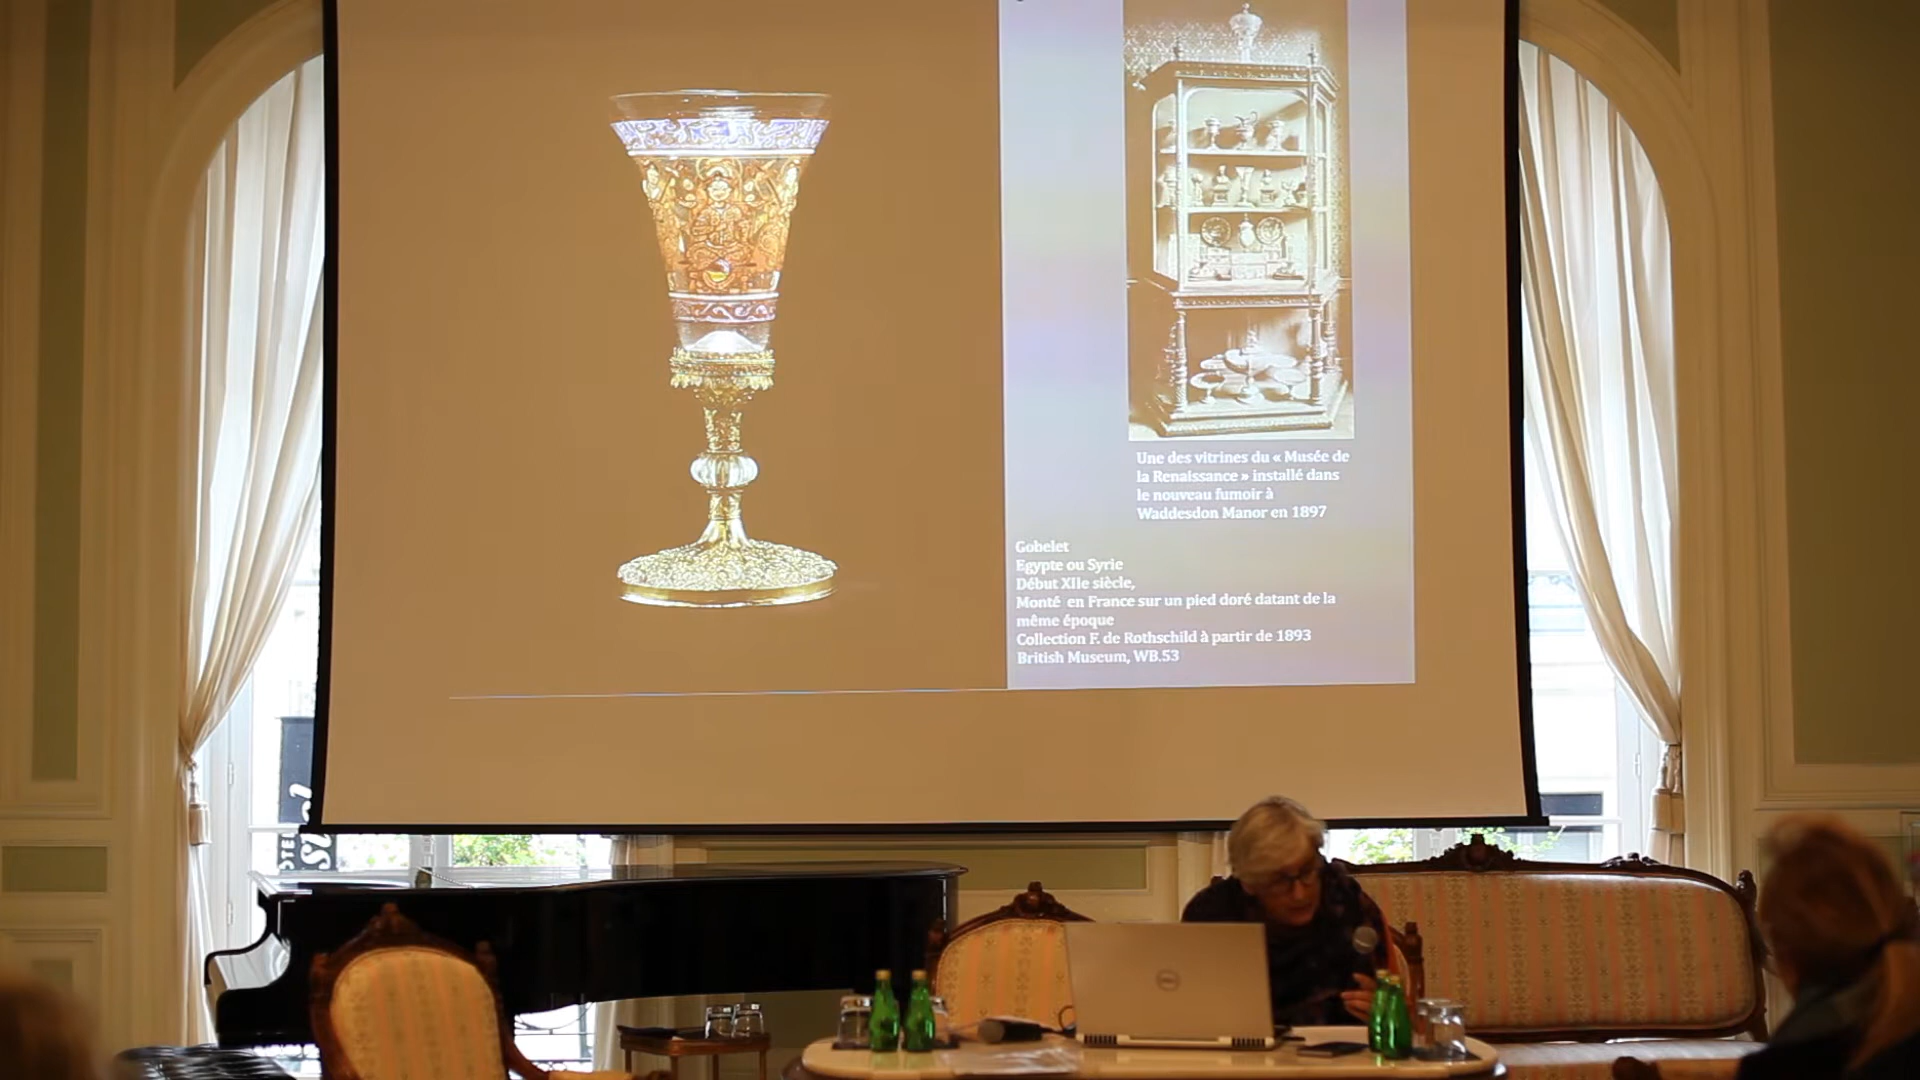 Une des vitrines du « Musée de
la Renaissance » installé dans
le nouveau fumoir à
Waddesdon Manor en 1897
Gobelet
Egypte ou Syrie
Début XIIe siècle,
Monté en France sur un pied doré datant de la
même époque
Collection F. de Rothschild à partir de 1893
British Museum, WB.53
DELL